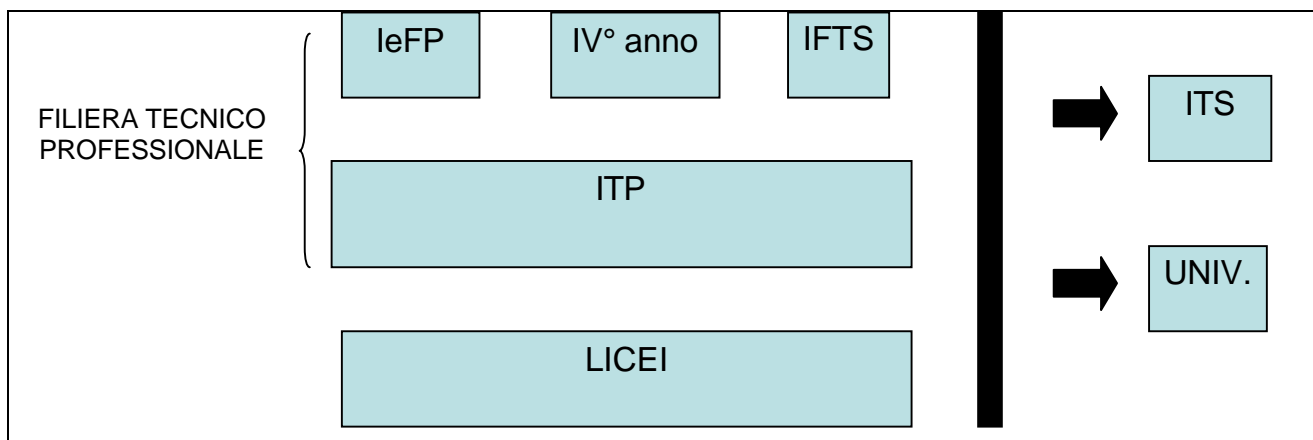 IeFP
IV° anno
IFTS
FILIERA TECNICO
PROFESSIONALE
ITS
ITP
UNIV.
LICEI